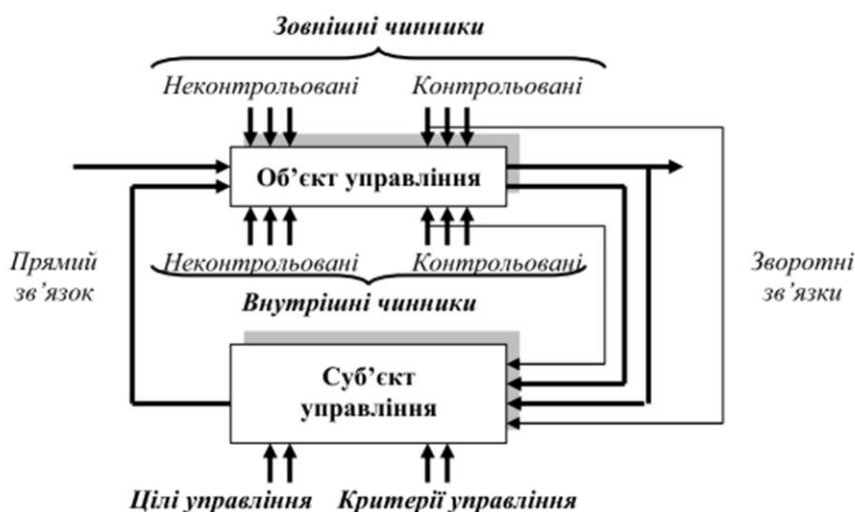 Зовнішні чинники
Неконтрольовані Контрольовані
Об’єкт управління
Прямий
зв’язок
Неконтрольовані Контрольовані
Внутрішні чинники
Зворотні
зв’язки
Суб’єкт
управління
Цілі управління Критерії управління